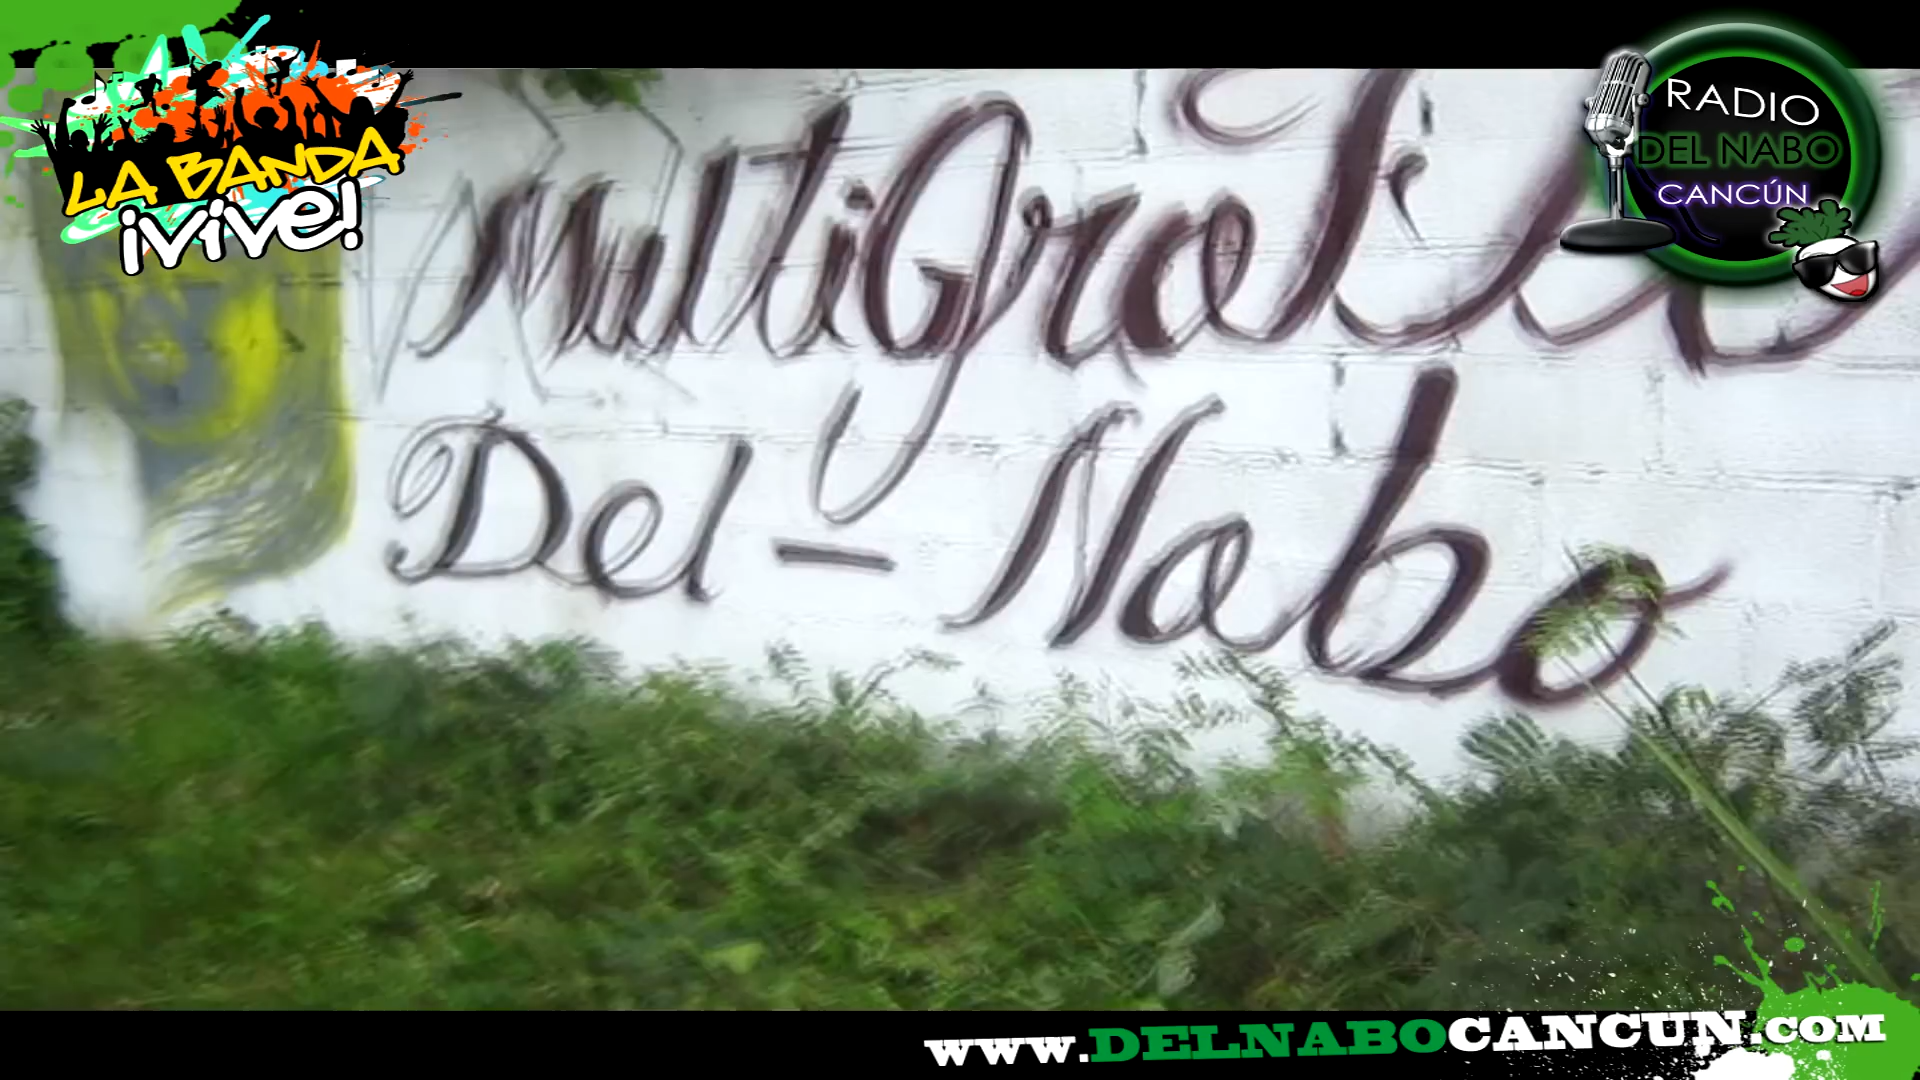 LA BANDA
¡VIVE!
RADIO
DEL NABO
CANCÚN
Del - Nabo
www.DELNABOCANCUN.COM